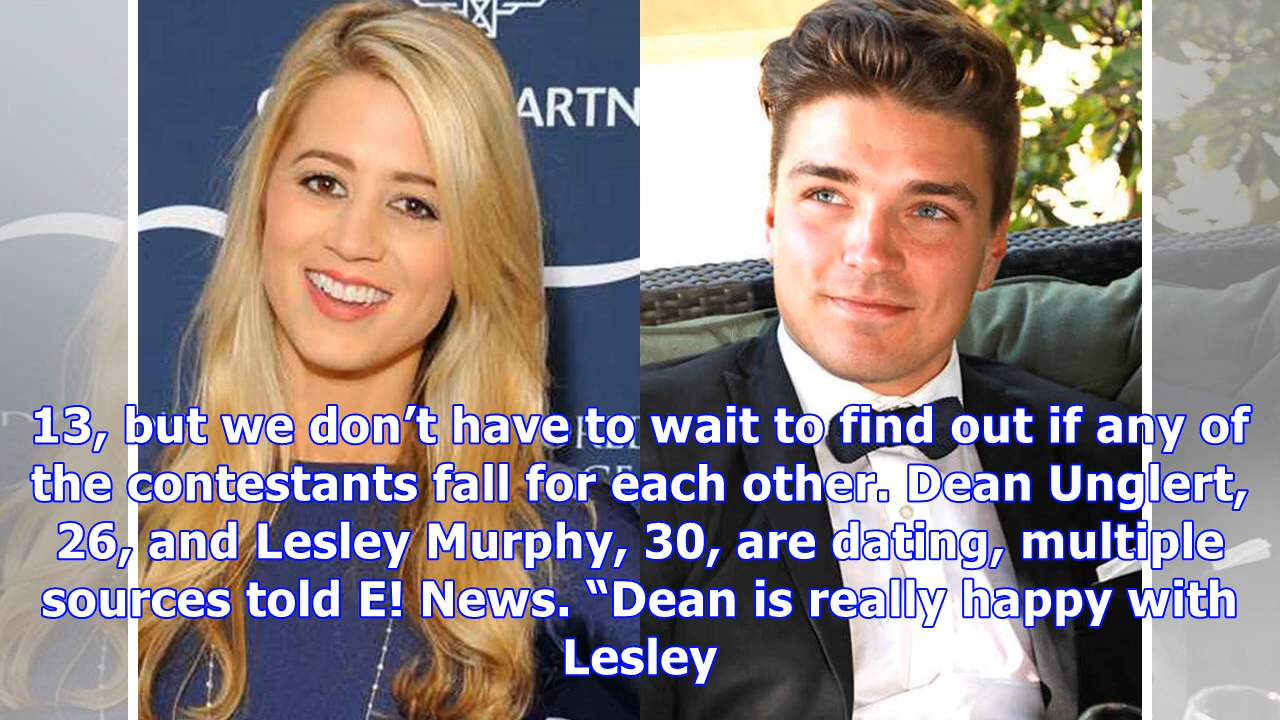 ARTN
13, but we don’t have to wait to find out if any of
the contestants fall for each other. Dean Unglert,
26, and Lesley Murphy, 30, are dating, multiple
sources told E! News. “Dean is really happy with
Lesley